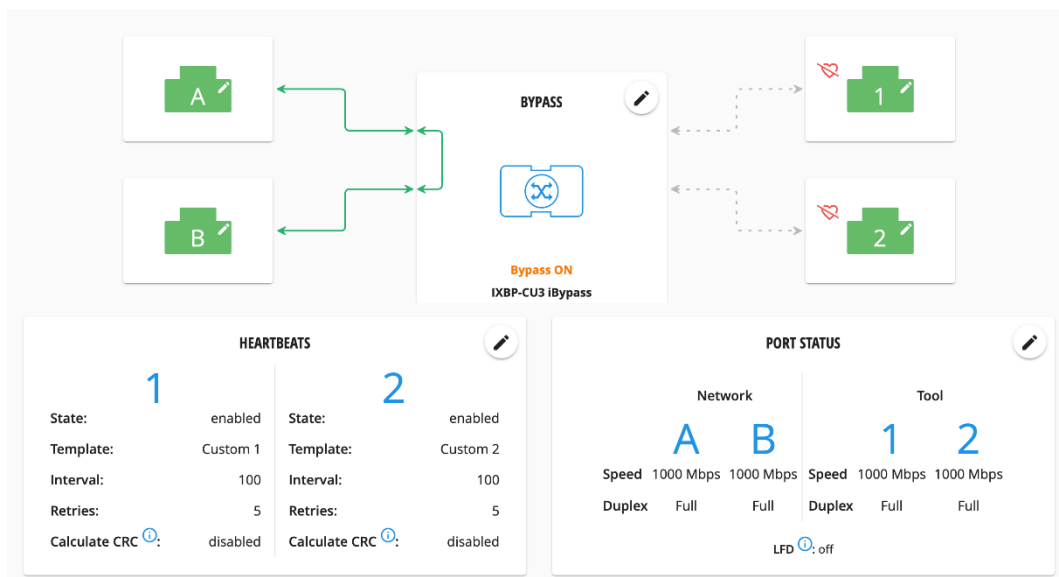 A
B
BYPASS
Bypass ON
IXBP-CU3 iBypass
1
2
HEARTBEATS
1 2
State: enabled State: enabled
Template: Custom 1 Template: Custom 2
Interval: 100 Interval: 100
Retries: 5 Retries: 5
Calculate CRC i: disabled Calculate CRC i: disabled
PORT STATUS
Network Tool
A B 1 2
Speed 1000 Mbps 1000 Mbps Speed 1000 Mbps 1000 Mbps
Duplex Full Full Duplex Full Full
LFD i: off